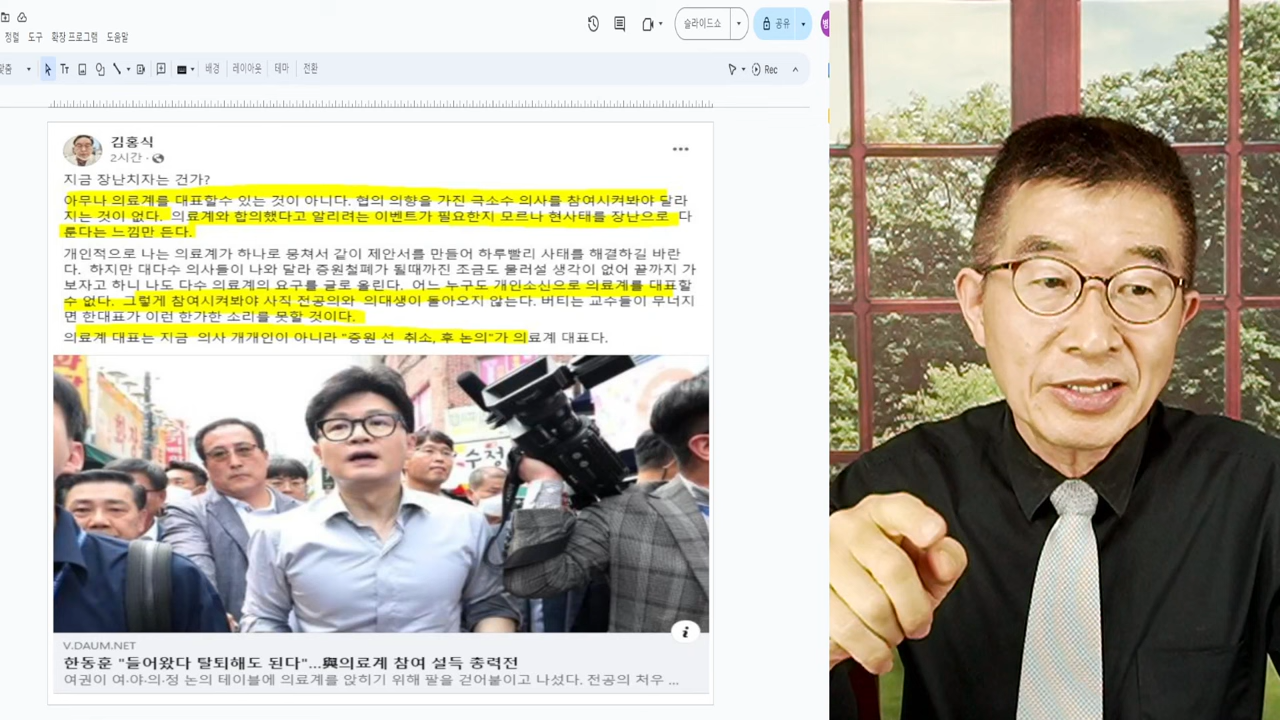 정렬 도구 확장 프로그램 도움말
슬라이드쇼
공유
배경 레이아웃 테마 전환
Rec
김홍식
2시간
지금 장난치자는 건가?
아무나 의료계를 대표할수 있는 것이 아니다. 협의 의향을 가진 극소수 의사를 참여시켜봐야 달라
지는 것이 없다. 의료계와 합의했다고 알리려는 이벤트가 필요한지 모르나 현사태를 장난으로 다
룬다는 느낌만 든다.
개인적으로 나는 의료계가 하나로 뭉쳐서 같이 제안서를 만들어 하루빨리 사태를 해결하길 바란
다. 하지만 대다수 의사들이 나와 달라 증원철폐가 될때까진 조금도 물러설 생각이 없어 끝까지 가
보자고 하니 나도 다수 의료계의 요구를 글로 올린다. 어느 누구도 개인소신으로 의료계를 대표할
수 없다. 그렇게 참여시켜봐야 사직 전공의와 의대생이 돌아오지 않는다. 버티는 교수들이 무너지
면 한대표가 이런 한가한 소리를 못할 것이다.
의료계 대표는 지금 의사 개개인이 아니라 "증원 선 취소, 후 논의"가 의료계 대표다.
수정
V.DAUM.NET
한동훈 "들어왔다 탈퇴해도 된다"...與의료계 참여 설득 총력전
여권이 여·야·의·정 논의 테이블에 의료계를 앉히기 위해 팔을 걷어붙이고 나섰다. 전공의 처우 ...